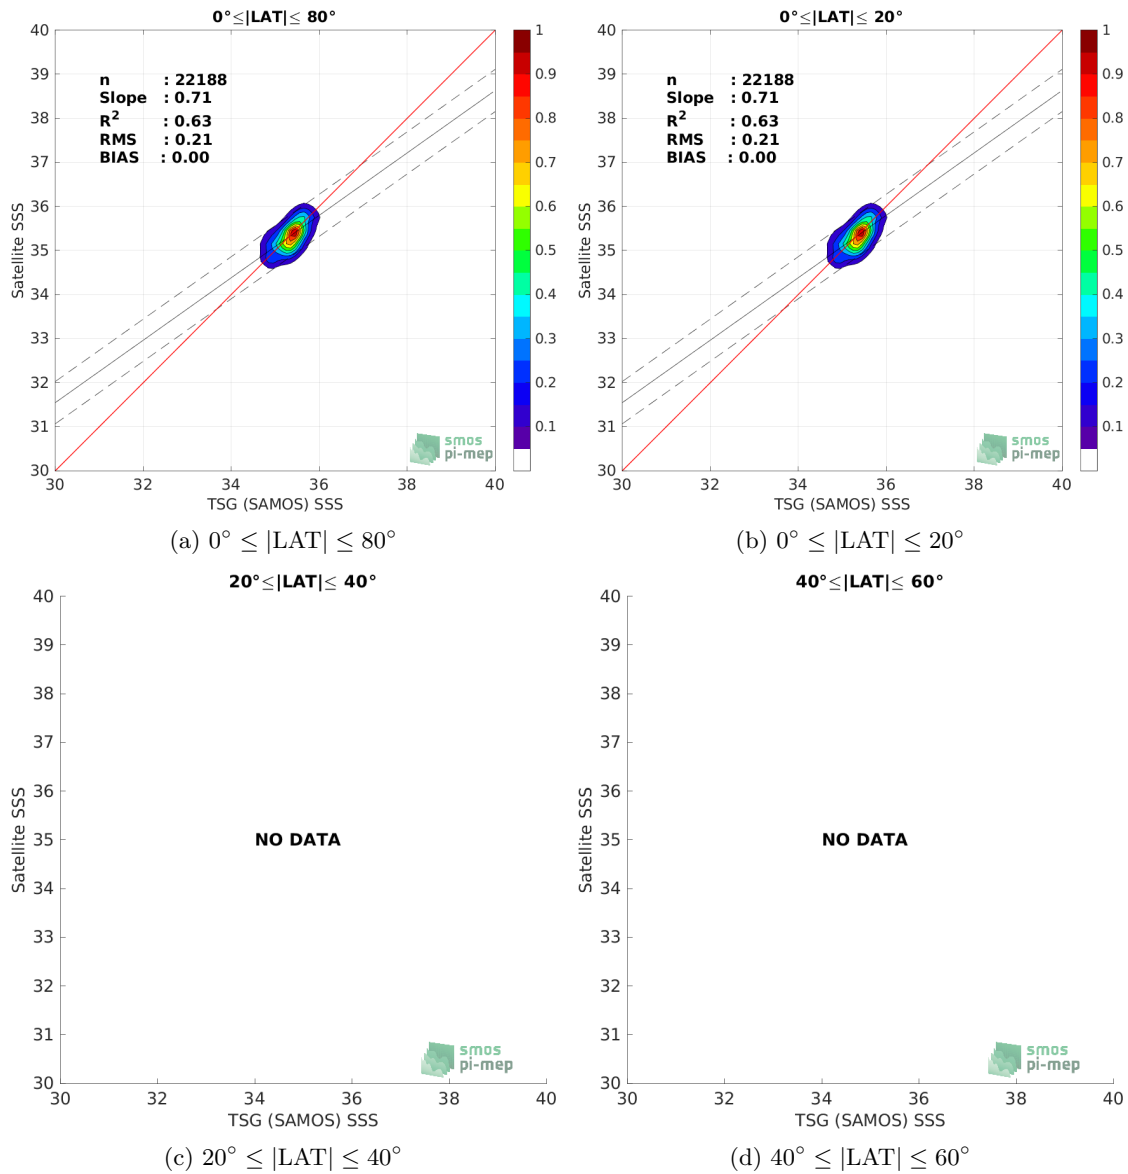 0°≤|LAT|≤ 80°
40
39
38
37
36
35
34
33
32
31
30
Satellite SSS
n : 22188
Slope : 0.71
R² : 0.63
RMS : 0.21
BIAS : 0.00
smos
pi-mep
30 32 34 36 38 40
TSG (SAMOS) SSS
1
0.9
0.8
0.7
0.6
0.5
0.4
0.3
0.2
0.1
(a) 0° ≤ |LAT| ≤ 80°
0°≤|LAT|≤ 20°
40
39
38
37
36
35
34
33
32
31
30
Satellite SSS
n : 22188
Slope : 0.71
R² : 0.63
RMS : 0.21
BIAS : 0.00
smos
pi-mep
30 32 34 36 38 40
TSG (SAMOS) SSS
1
0.9
0.8
0.7
0.6
0.5
0.4
0.3
0.2
0.1
(b) 0° ≤ |LAT| ≤ 20°
20°≤|LAT|≤ 40°
40
39
38
37
36
35
34
33
32
31
30
Satellite SSS
NO DATA
smos
pi-mep
30 32 34 36 38 40
TSG (SAMOS) SSS
(c) 20° ≤ |LAT| ≤ 40°
40°≤|LAT|≤ 60°
40
39
38
37
36
35
34
33
32
31
30
Satellite SSS
NO DATA
smos
pi-mep
30 32 34 36 38 40
TSG (SAMOS) SSS
(d) 40° ≤ |LAT| ≤ 60°